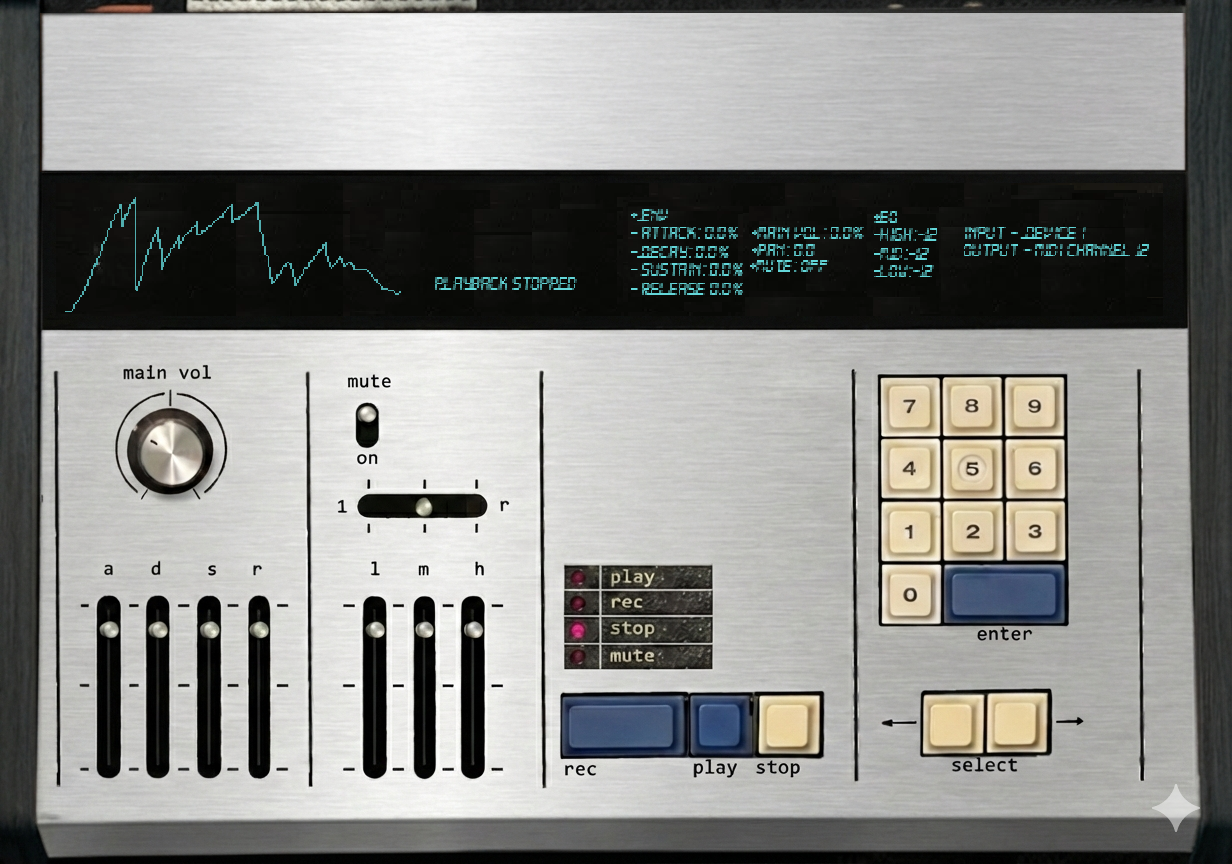 +ENV
- ATTACK: 0.0%
- DECAY: 0.0%
- SUSTAIN: 0.0%
- RELEASE 0.0%
+MAIN VOL: 0.0%
+PAN: 0.0
+MUTE: OFF
+EQ
-HIGH:-12
-MID:-12
-LOW:-12
INPUT - DEVICE 1
OUTPUT - MIDI CHANNEL 12
PLAYBACK STOPPED
main vol
mute
on
l r
a d s r
l m h
play
rec
stop
mute
rec play stop
7 8 9
4 5 6
1 2 3
0
enter
select